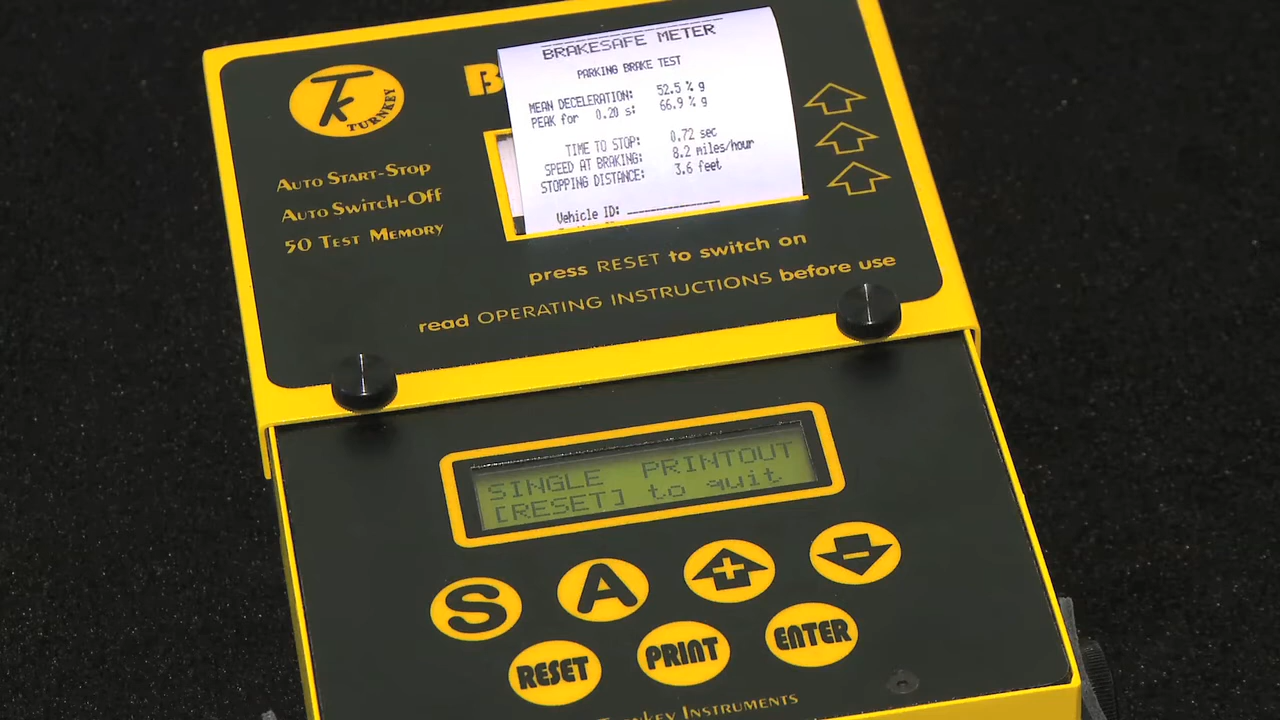 Tk
TURNKEY
B
AUTO START-STOP
AUTO SWITCH-OFF
50 TEST MEMORY
BRAKESAFE METER
PARKING BRAKE TEST
MEAN DECELERATION: 52.5 % g
PEAK for 0.20 s: 66.9 % g
TIME TO STOP: 0.72 sec
SPEED AT BRAKING: 8.2 miles/hour
STOPPING DISTANCE: 3.6 feet
Vehicle ID:
press RESET to switch on
read OPERATING INSTRUCTIONS before use
SINGLE PRINTOUT
[RESET] to quit
S A + -
RESET PRINT ENTER
TURNKEY INSTRUMENTS